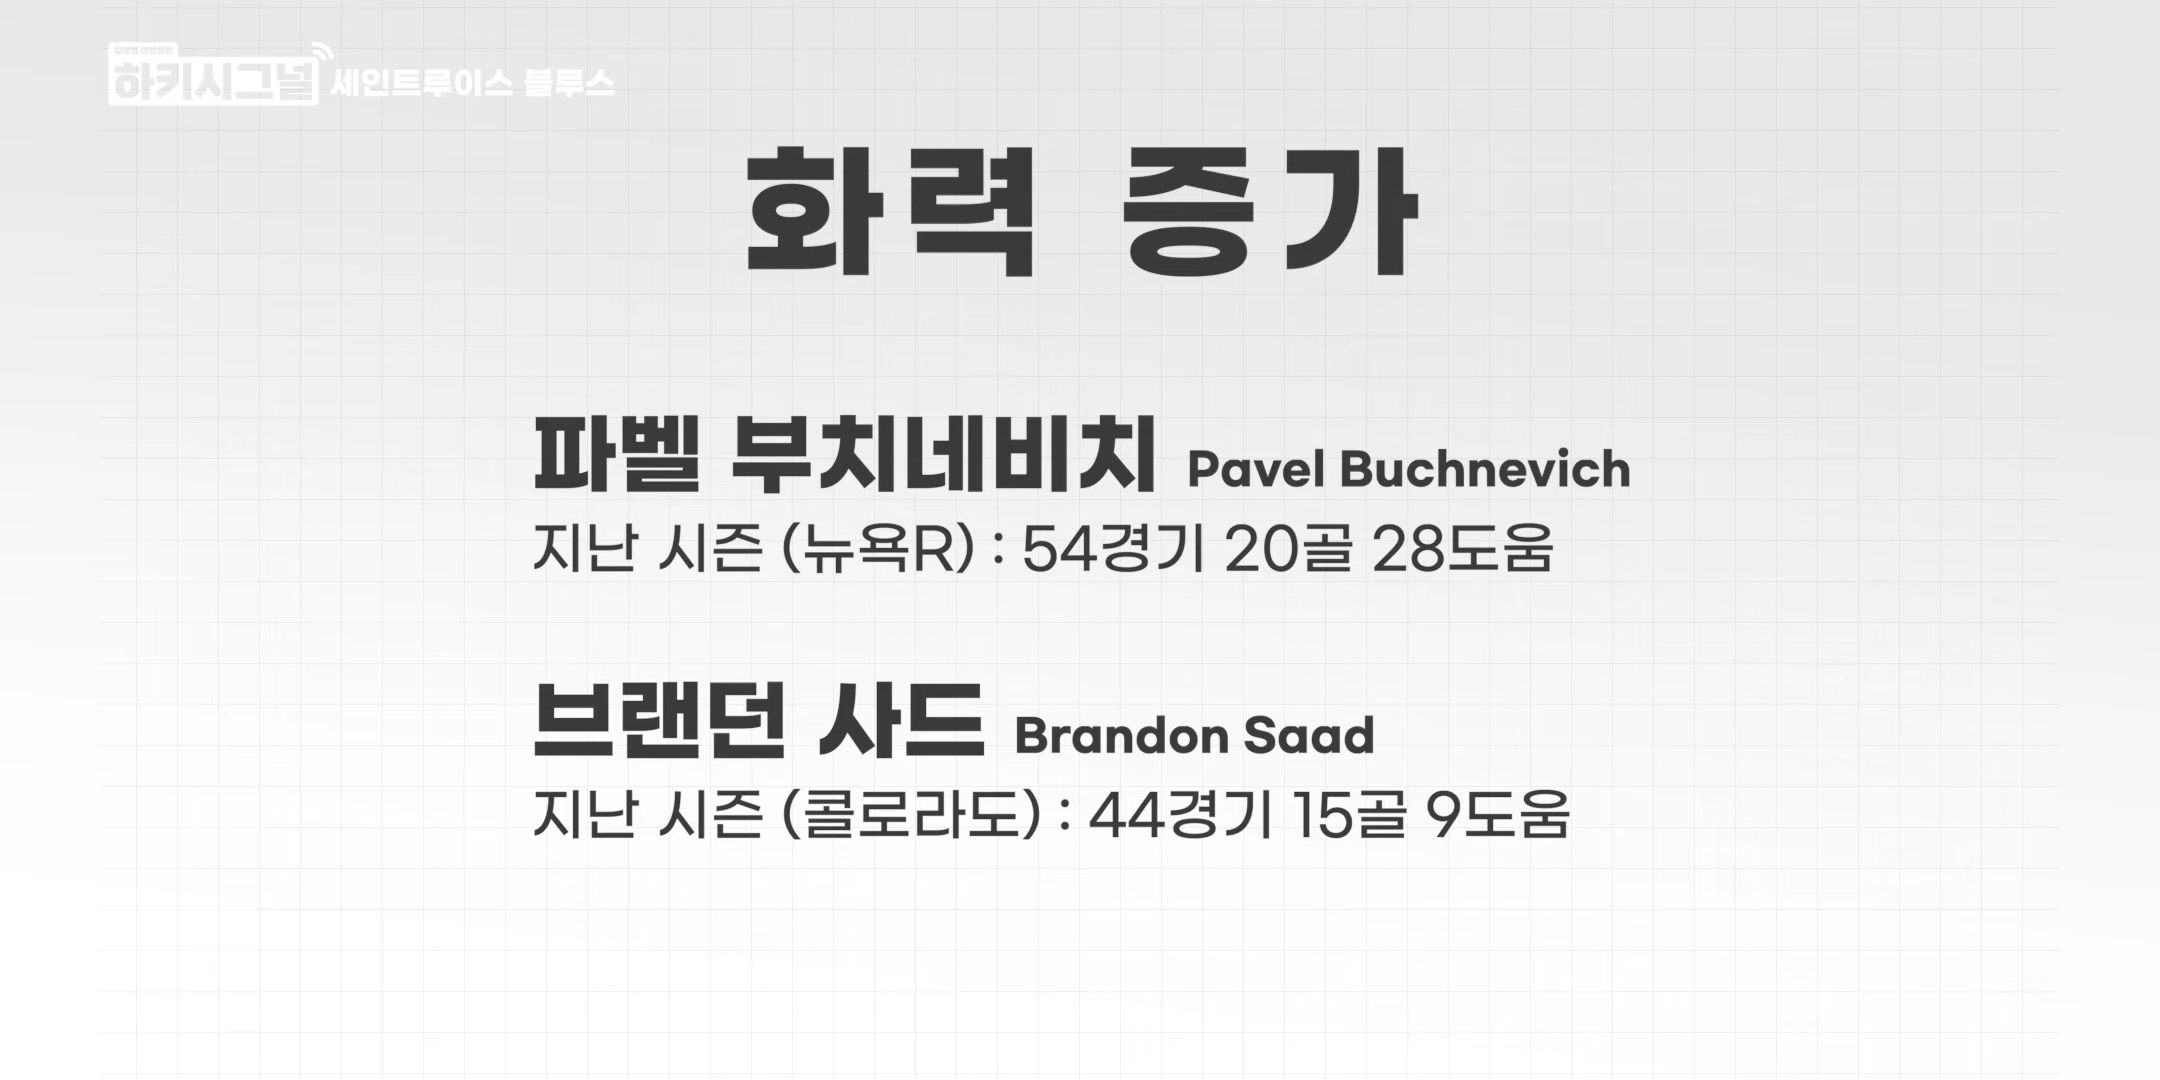 하키시그널 세인트루이스 블루스
화력 증가
파벨 부치네비치 Pavel Buchnevich
지난 시즌 (뉴욕R) : 54경기 20골 28도움
브랜던 사드 Brandon Saad
지난 시즌 (콜로라도) : 44경기 15골 9도움